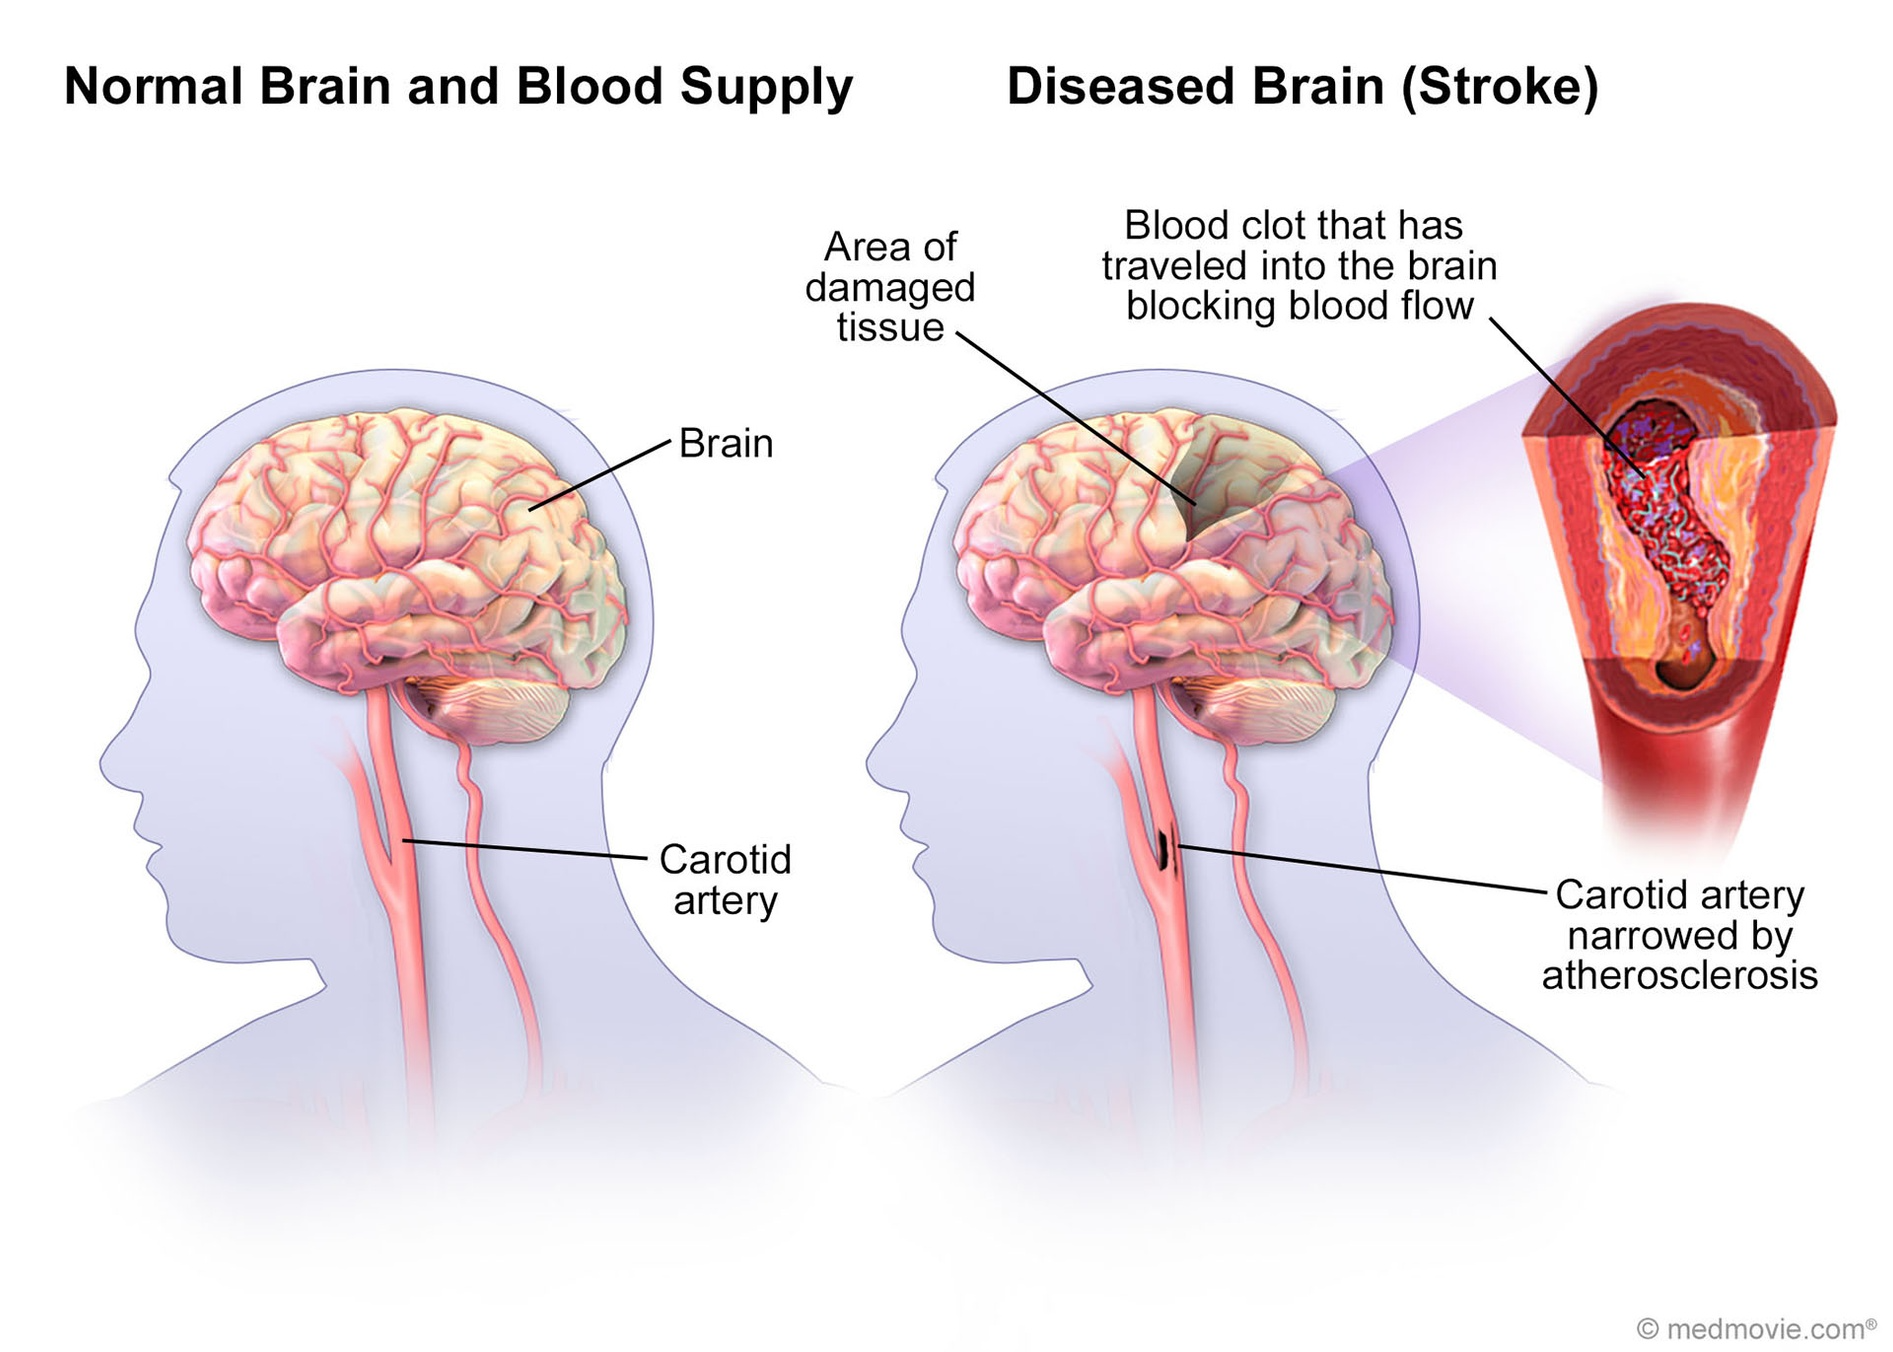 Normal Brain and Blood Supply
Diseased Brain (Stroke)
Area of
damaged
tissue
Blood clot that has
traveled into the brain
blocking blood flow
Brain
Carotid
artery
Carotid artery
narrowed by
atherosclerosis
© medmovie.com®